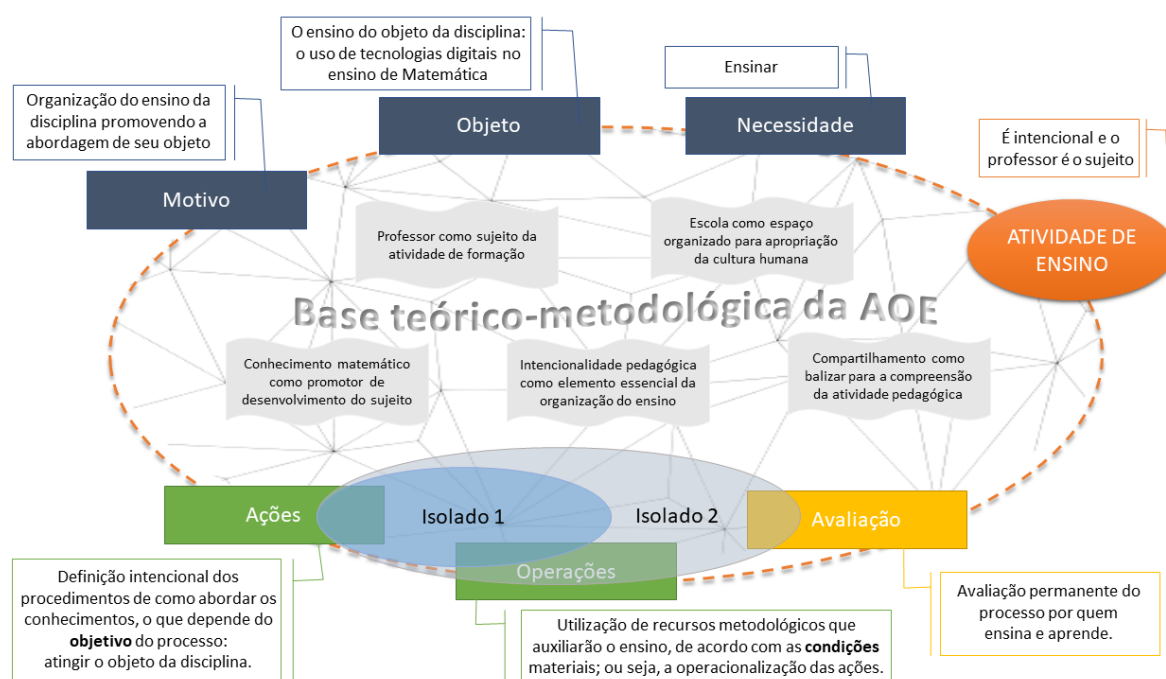 O ensino do objeto da disciplina:
o uso de tecnologias digitais no
ensino de Matemática
Ensinar
Organização do ensino da
disciplina promovendo a
abordagem de seu objeto
Objeto
Necessidade
É intencional e o
professor é o sujeito
Motivo
Professor como sujeito da
atividade de formação
Escola como espaço
organizado para apropriação
da cultura humana
ATIVIDADE DE
ENSINO
Base teórico-metodológica da AOE
Conhecimento matemático
como promotor de
desenvolvimento do sujeito
Intencionalidade pedagógica
como elemento essencial da
organização do ensino
Compartilhamento como
balizar para a compreensão
da atividade pedagógica
Ações
Isolado 1
Isolado 2
Avaliação
Operações
Definição intencional dos
procedimentos de como abordar os
conhecimentos, o que depende do
objetivo do processo:
atingir o objeto da disciplina.
Utilização de recursos metodológicos que
auxiliarão o ensino, de acordo com as condições
materiais; ou seja, a operacionalização das ações.
Avaliação permanente do
processo por quem
ensina e aprende.